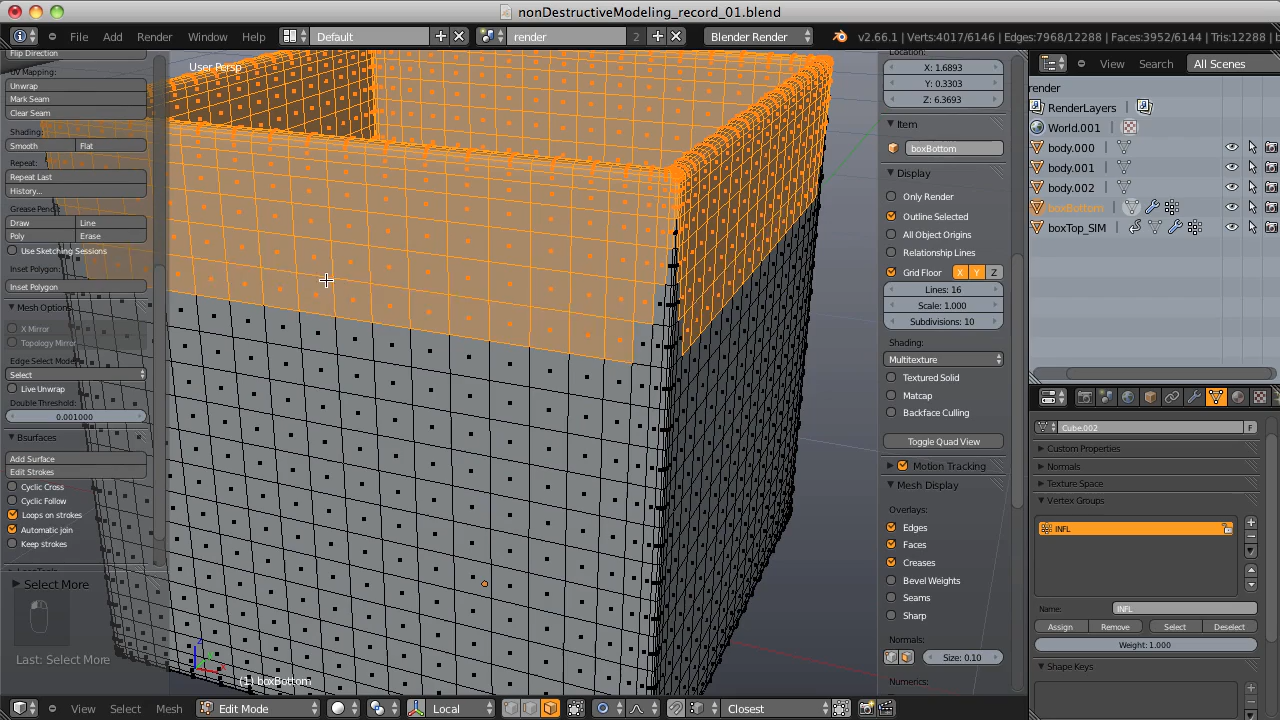 nonDestructiveModeling_record_01.blend
File Add Render Window Help Default render 2 Blender Render v2.66.1 | Verts:4017/6146 | Edges:7968/12288 | Faces:3952/6144 | Tris:12288 |
User Persp
Flip Direction
UV Mapping:
Unwrap
Mark Seam
Clear Seam
Shading:
Smooth Flat
Repeat:
Repeat Last
History...
Grease Pencil:
Draw Line
Poly Erase
Use Sketching Sessions
Inset Polygon:
Inset Polygon
Mesh Options
X Mirror
Topology Mirror
Edge Select Mode:
Select
Live Unwrap
Double Threshold:
0.001000
Bsurfaces
Add Surface
Edit Strokes
Cyclic Cross
Cyclic Follow
Loops on strokes
Automatic join
Keep strokes
Select More
Last: Select More
(1) boxBottom
Location:
X: 1.6893
Y: 0.3303
Z: 6.3693
Item
boxBottom
Display
Only Render
Outline Selected
All Object Origins
Relationship Lines
Grid Floor X Y Z
Lines: 16
Scale: 1.000
Subdivisions: 10
Shading:
Multitexture
Textured Solid
Matcap
Backface Culling
Toggle Quad View
Motion Tracking
Mesh Display
Overlays:
Edges
Faces
Creases
Bevel Weights
Seams
Sharp
Normals:
Size: 0.10
Numerics:
View Search All Scenes
render
RenderLayers
World.001
body.000
body.001
body.002
boxBottom
boxTop_SIM
Cube.002 F
Custom Properties
Normals
Texture Space
Vertex Groups
INFL
Name: INFL
Assign Remove Select Deselect
Weight: 1.000
Shape Keys
View Select Mesh Edit Mode Local Closest